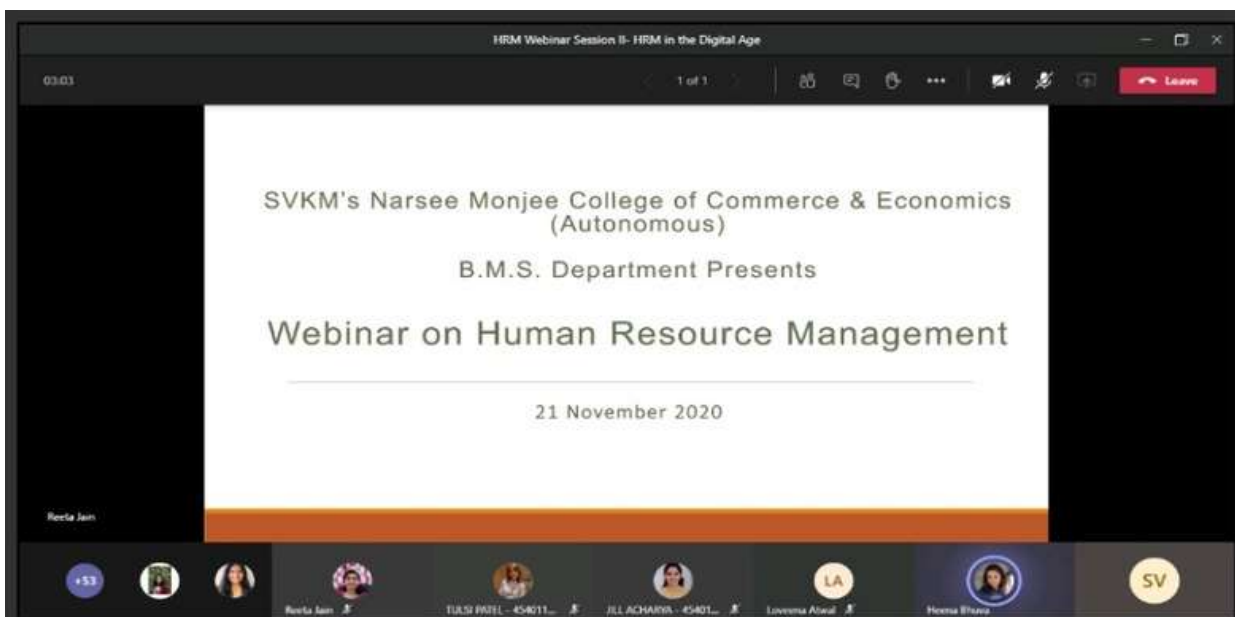 HRM Webinar Session II- HRM in the Digital Age
03:03
1 of 1
Leave
SVKM's Narsee Monjee College of Commerce & Economics
(Autonomous)
B.M.S. Department Presents
Webinar on Human Resource Management
21 November 2020
Reeta Jain
+53
LA
SV
Reeta Jain
TULSI PATEL - 454011...
JILL ACHARYA - 45401...
Loveena Atwal
Heena Bhuva